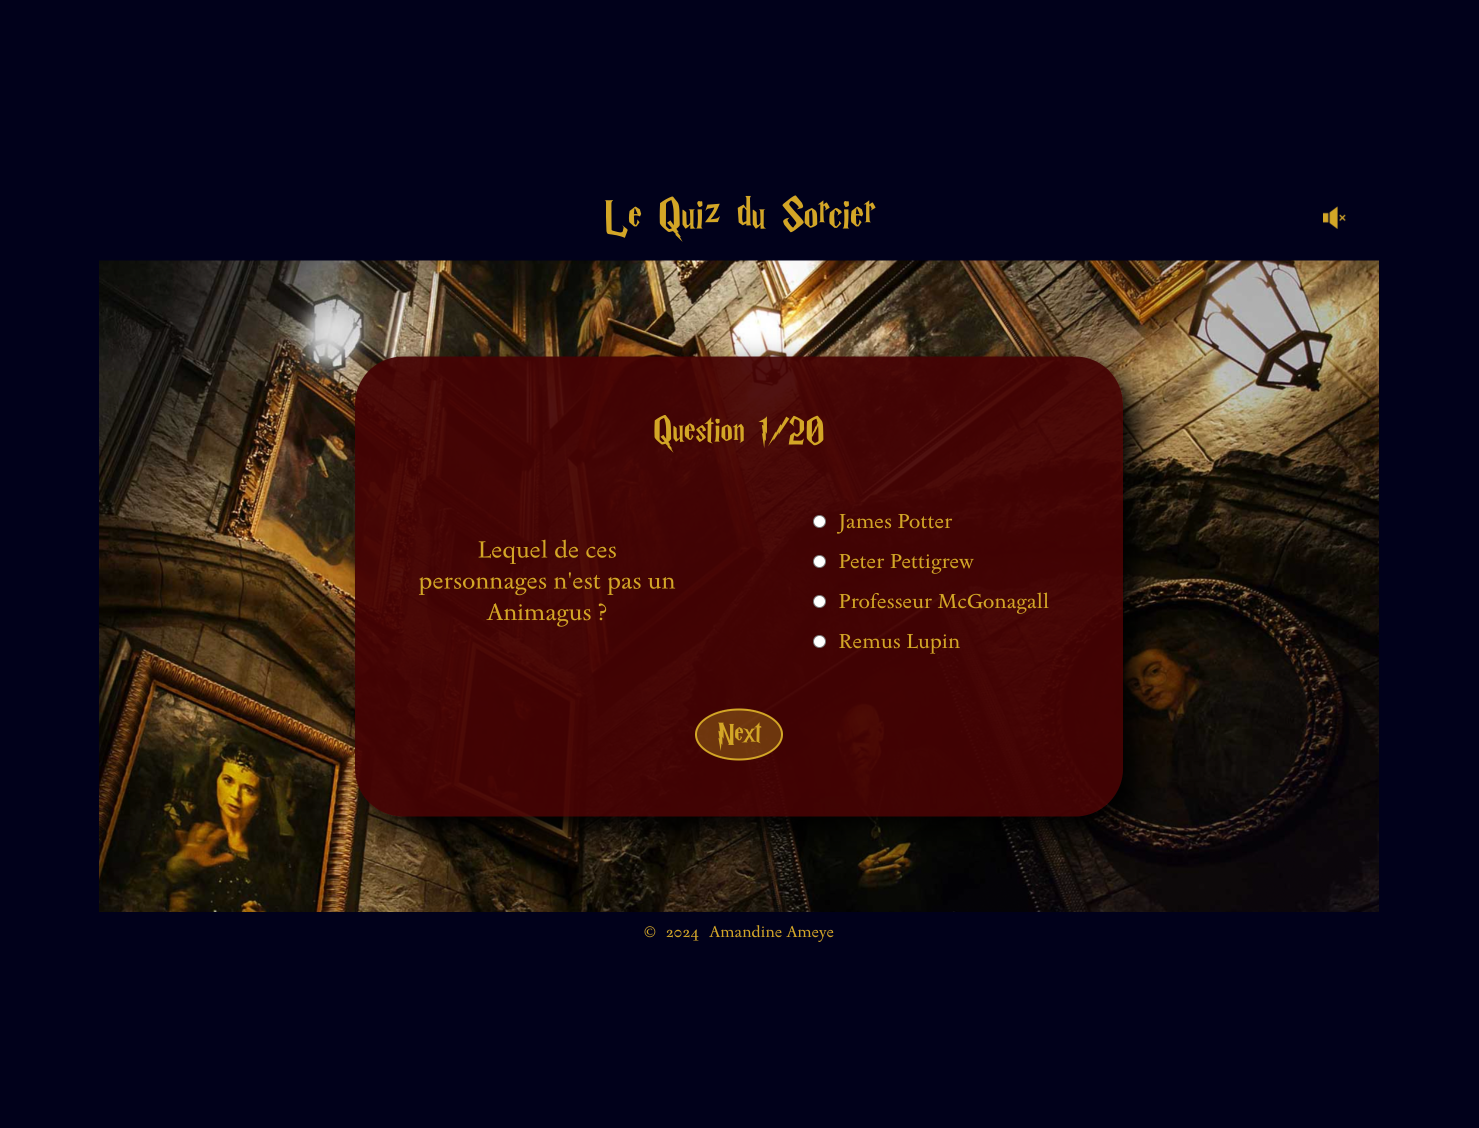 Le Quiz du Sorcier
Question 1/20
Lequel de ces
personnages n'est pas un
Animagus ?
James Potter
Peter Pettigrew
Professeur McGonagall
Remus Lupin
Next
© 2024 Amandine Ameye